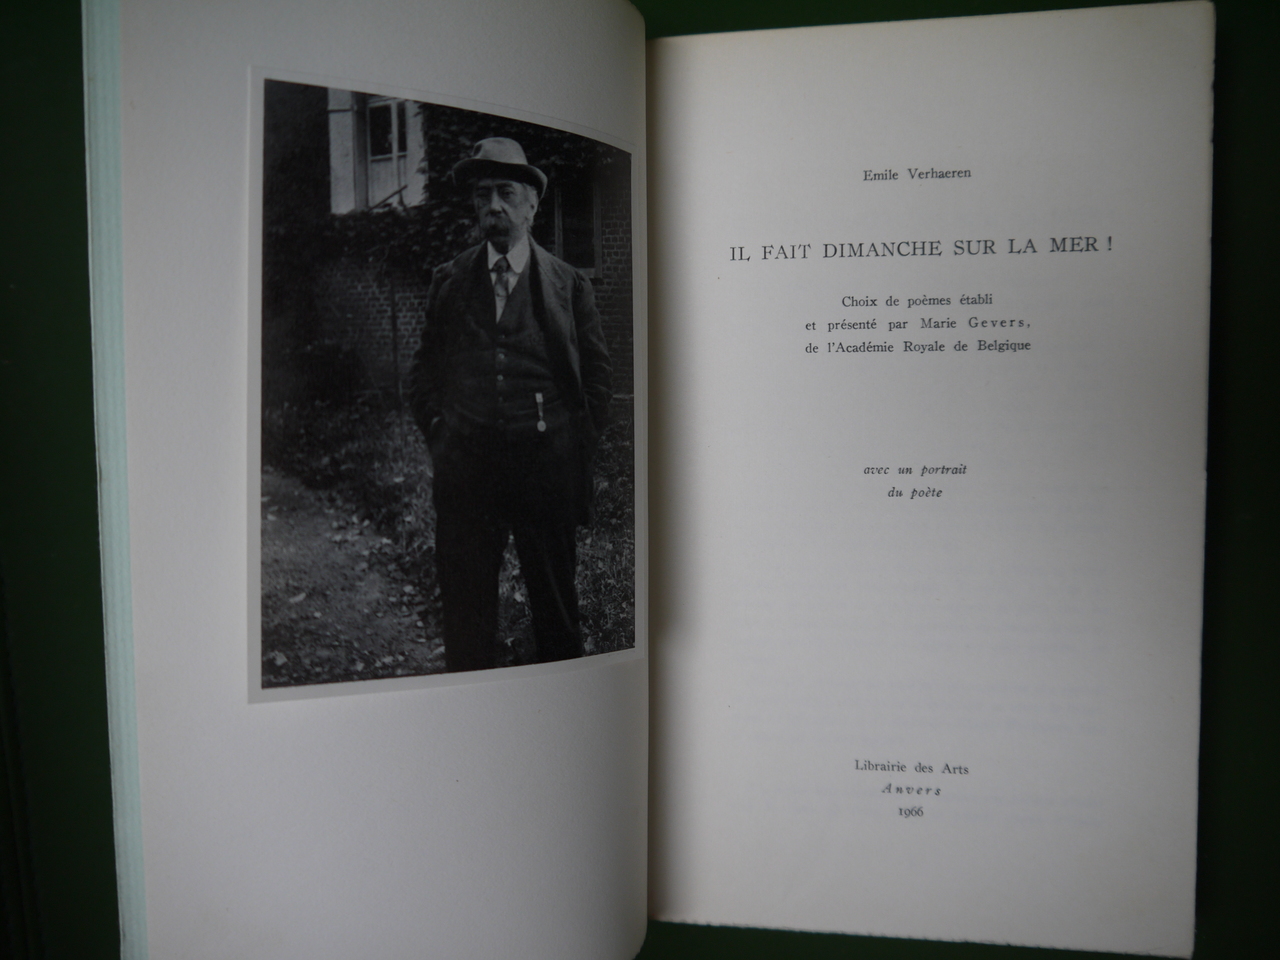 Emile Verhaeren
IL FAIT DIMANCHE SUR LA MER !
Choix de poèmes établi
et présenté par Marie Gevers,
de l'Académie Royale de Belgique
avec un portrait
du poète
Librairie des Arts
Anvers
1966